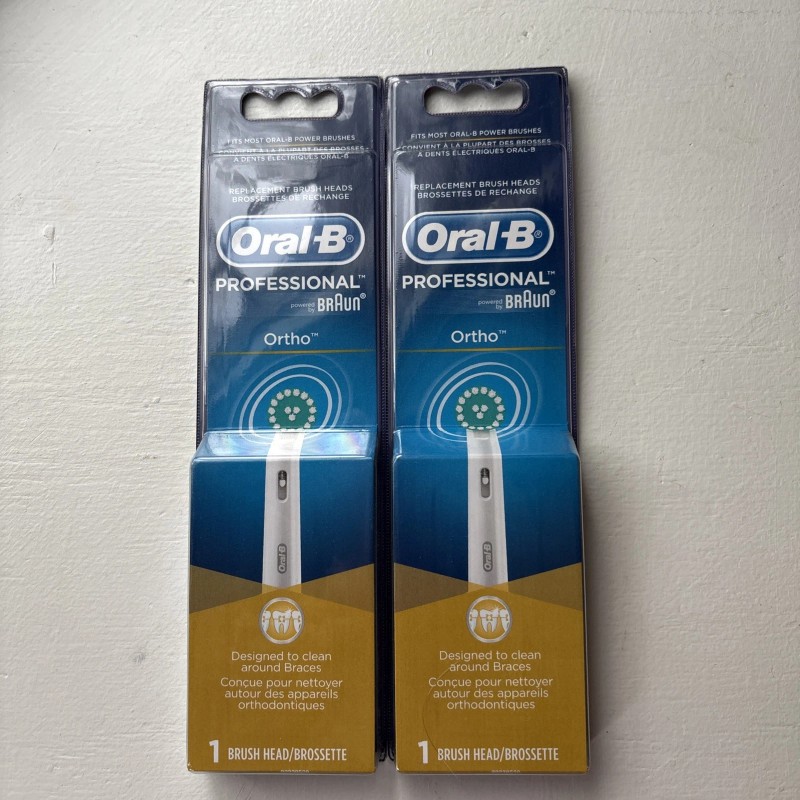 FITS MOST ORAL-B POWER BRUSHES
CONVIENT À LA PLUPART DES BROSSES
À DENTS ÉLECTRIQUES ORAL-B
REPLACEMENT BRUSH HEADS
BROSSETTES DE RECHANGE
Oral-B®
PROFESSIONAL™
powered by BRAUN®
Ortho™
Oral-B
Designed to clean
around Braces
Conçue pour nettoyer
autour des appareils
orthodontiques
1 BRUSH HEAD/BROSSETTE
FITS MOST ORAL-B POWER BRUSHES
CONVIENT À LA PLUPART DES BROSSES
À DENTS ÉLECTRIQUES ORAL-B
REPLACEMENT BRUSH HEADS
BROSSETTES DE RECHANGE
Oral-B®
PROFESSIONAL™
powered by BRAUN®
Ortho™
Oral-B
Designed to clean
around Braces
Conçue pour nettoyer
autour des appareils
orthodontiques
1 BRUSH HEAD/BROSSETTE